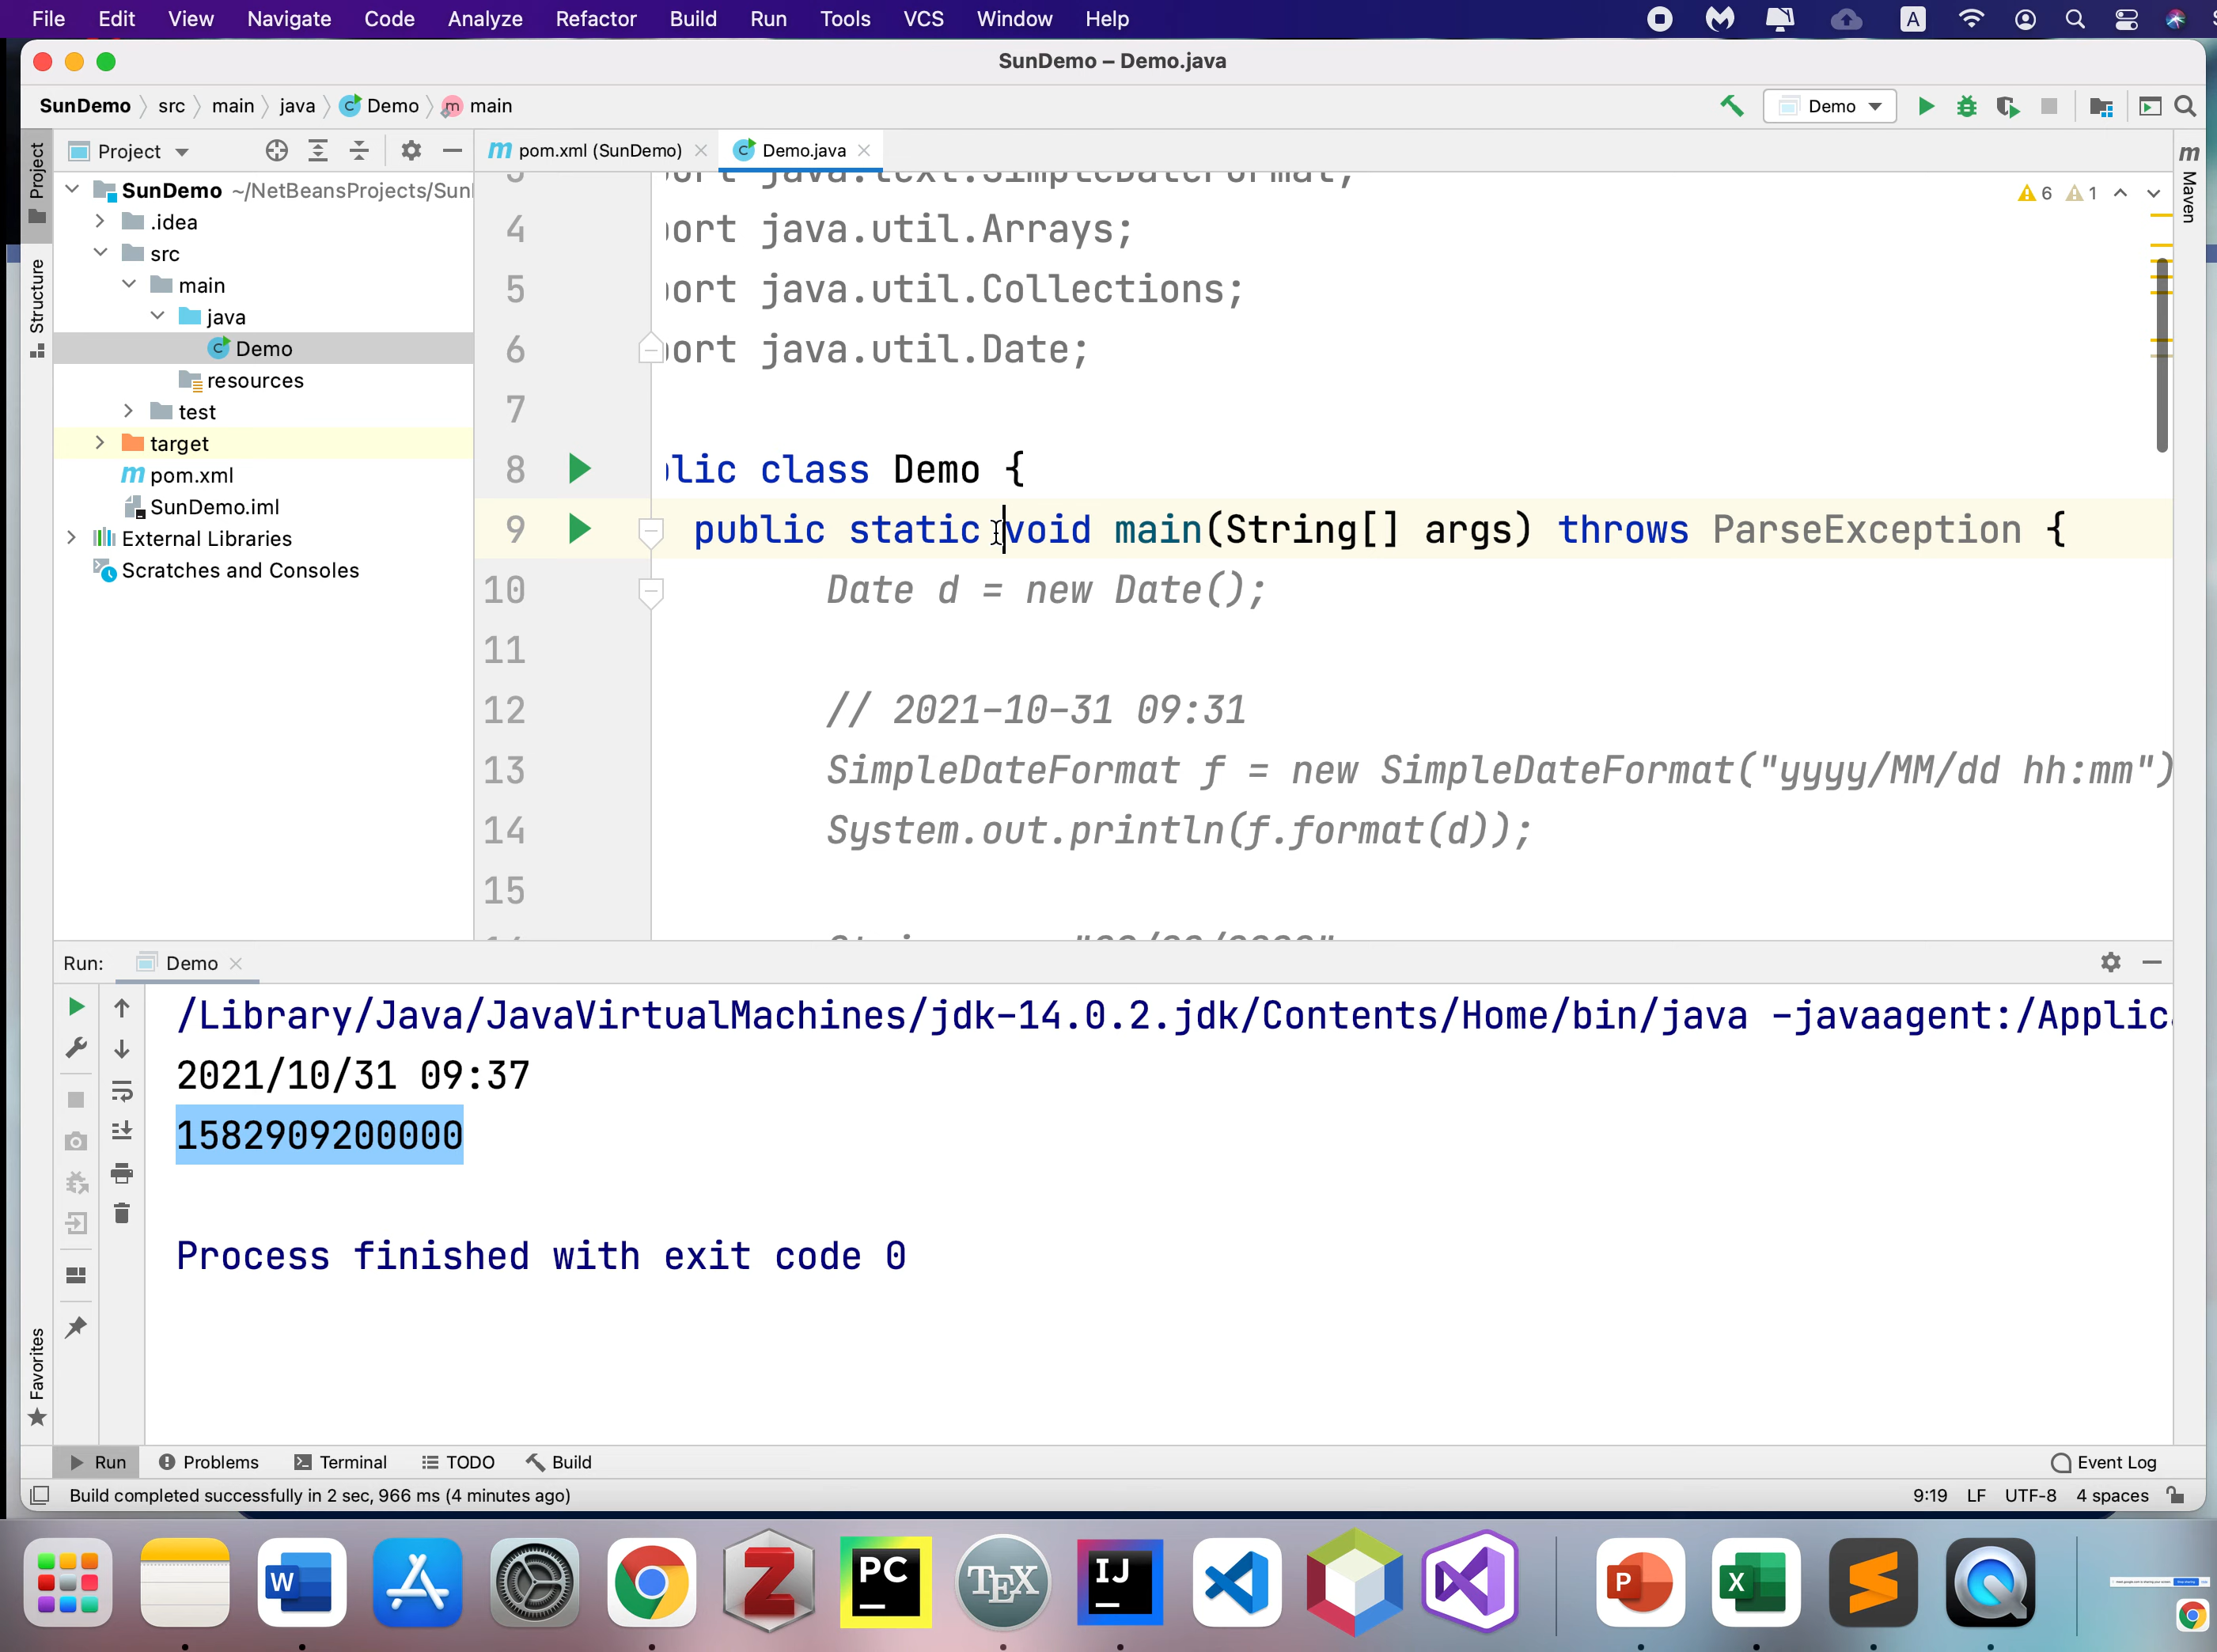 File Edit View Navigate Code Analyze Refactor Build Run Tools VCS Window Help
SunDemo – Demo.java
SunDemo src main java Demo main
Demo
Project
pom.xml (SunDemo)
Demo.java
Project
Structure
Favorites
Maven
SunDemo ~/NetBeansProjects/Sun
.idea
src
main
java
Demo
resources
test
target
pom.xml
SunDemo.iml
External Libraries
Scratches and Consoles
6 1
ort java.text.SimpleDateFormat;
4 ort java.util.Arrays;
5 ort java.util.Collections;
6 ort java.util.Date;
7
8 lic class Demo {
9 public static void main(String[] args) throws ParseException {
10 Date d = new Date();
11
12 // 2021-10-31 09:31
13 SimpleDateFormat f = new SimpleDateFormat("yyyy/MM/dd hh:mm")
14 System.out.println(f.format(d));
15
Run: Demo
/Library/Java/JavaVirtualMachines/jdk-14.0.2.jdk/Contents/Home/bin/java -javaagent:/Applic
2021/10/31 09:37
1582909200000
Process finished with exit code 0
Run Problems Terminal TODO Build Event Log
Build completed successfully in 2 sec, 966 ms (4 minutes ago)
9:19 LF UTF-8 4 spaces
W
Z
PC
TEX
IJ
P
X